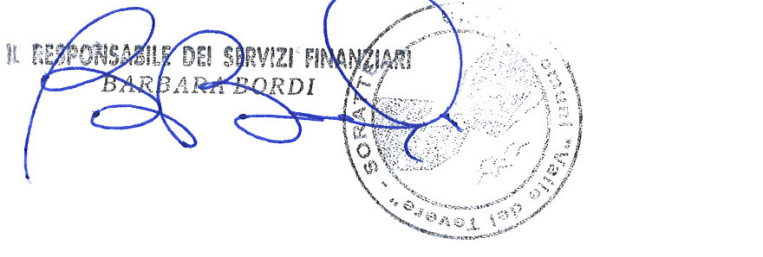 IL RESPONSABILE DEI SERVIZI FINANZIARI
BARBARA BORDI
"Valle del Tevere" - SORATTE